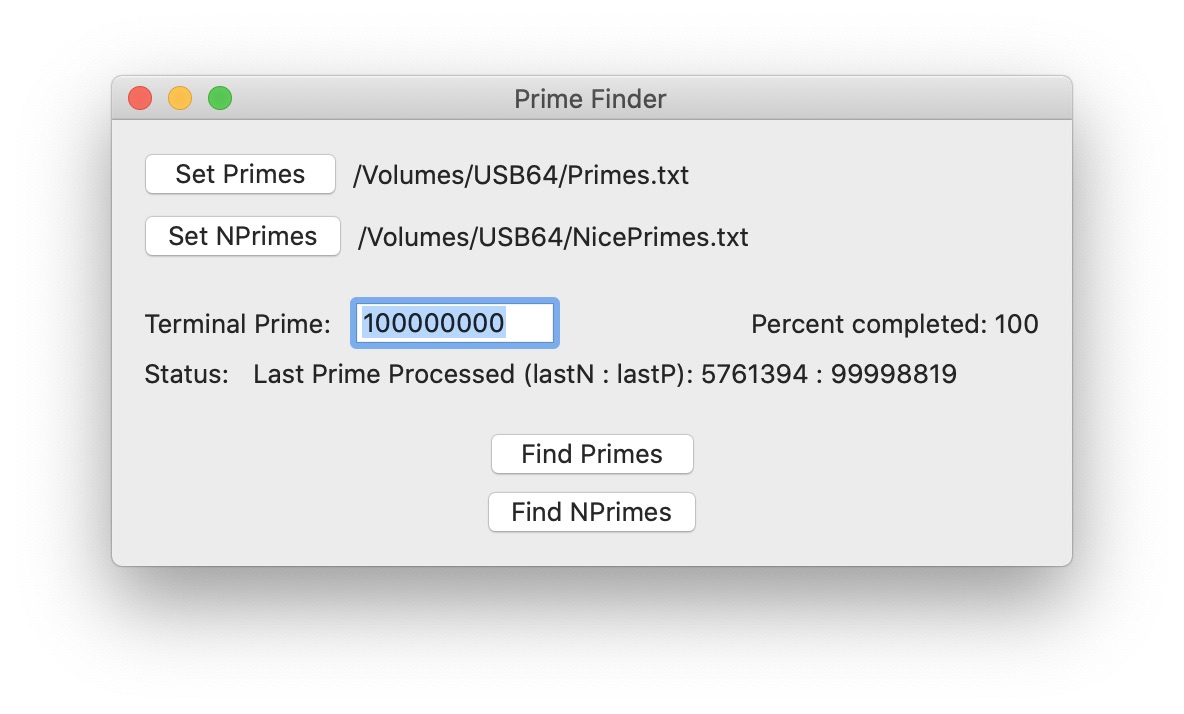 Prime Finder
Set Primes /Volumes/USB64/Primes.txt
Set NPrimes /Volumes/USB64/NicePrimes.txt
Terminal Prime: 100000000 Percent completed: 100
Status: Last Prime Processed (lastN : lastP): 5761394 : 99998819
Find Primes
Find NPrimes